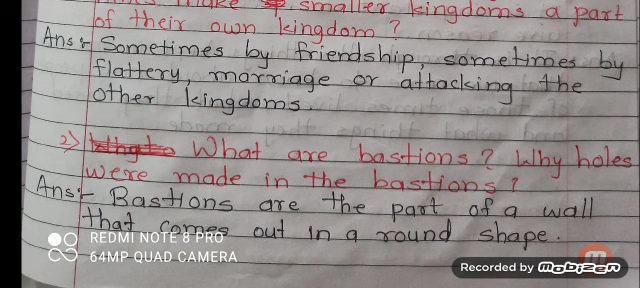 make smaller kingdoms a part
of their own kingdom?
Ans:- Sometimes by friendship, sometimes by
flattery, marriage or attacking the
other kingdoms.
2) What are bastions? Why holes
were made in the bastions?
Ans:- Bastions are the part of a wall
that comes out in a round shape.
REDMI NOTE 8 PRO
64MP QUAD CAMERA
Recorded by Mobizen